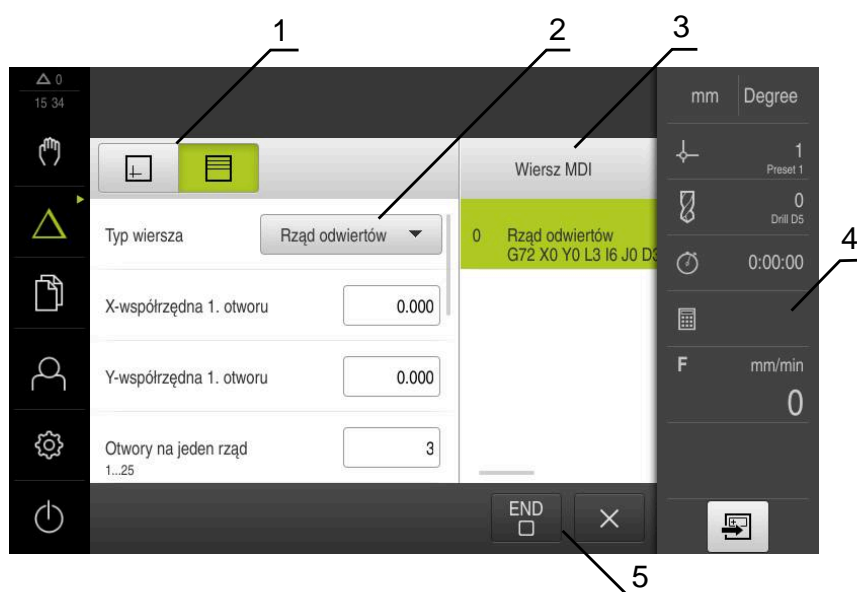 1
2
3
0
15 34
mm Degree
1
Preset 1
Wiersz MDI
0
Drill D5
Typ wiersza
Rząd odwiertów
0 Rząd odwiertów
G72 X0 Y0 L3 I6 J0 D3
4
0:00:00
X-współrzędna 1. otworu
0.000
F mm/min
0
Y-współrzędna 1. otworu
0.000
Otwory na jeden rząd
1...25
3
END
5